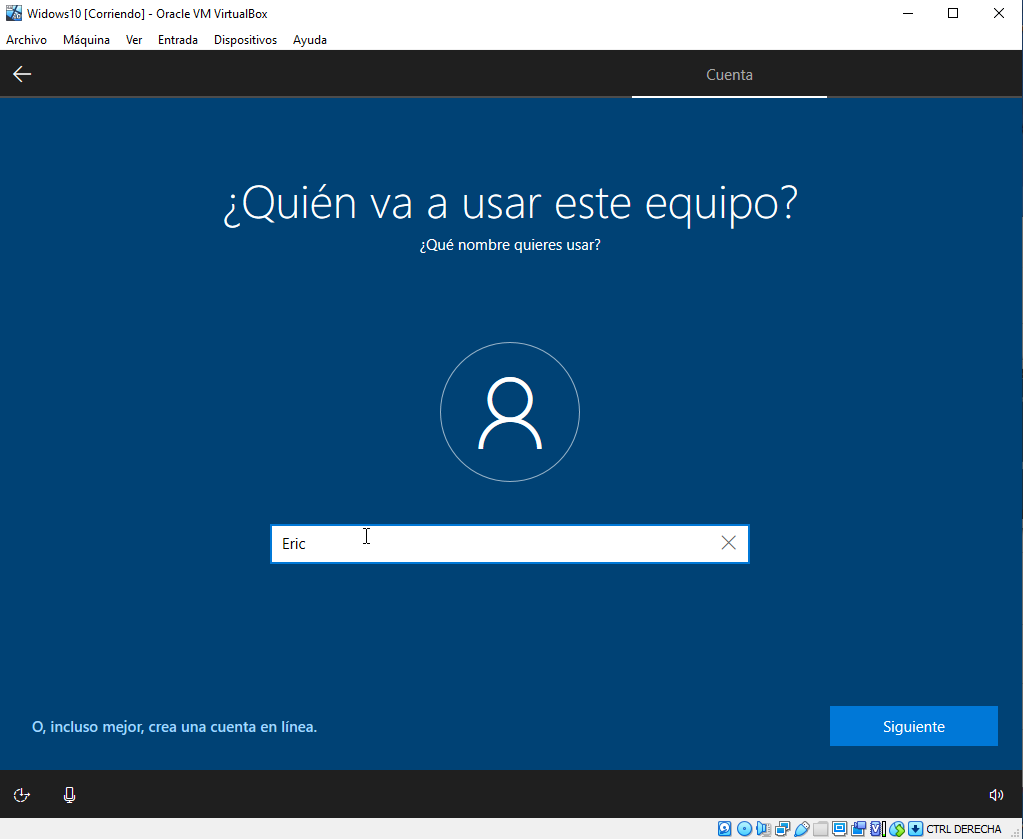 Widows10 [Corriendo] - Oracle VM VirtualBox
Archivo Máquina Ver Entrada Dispositivos Ayuda
Cuenta
¿Quién va a usar este equipo?
¿Qué nombre quieres usar?
Eric
O, incluso mejor, crea una cuenta en línea.
Siguiente
CTRL DERECHA